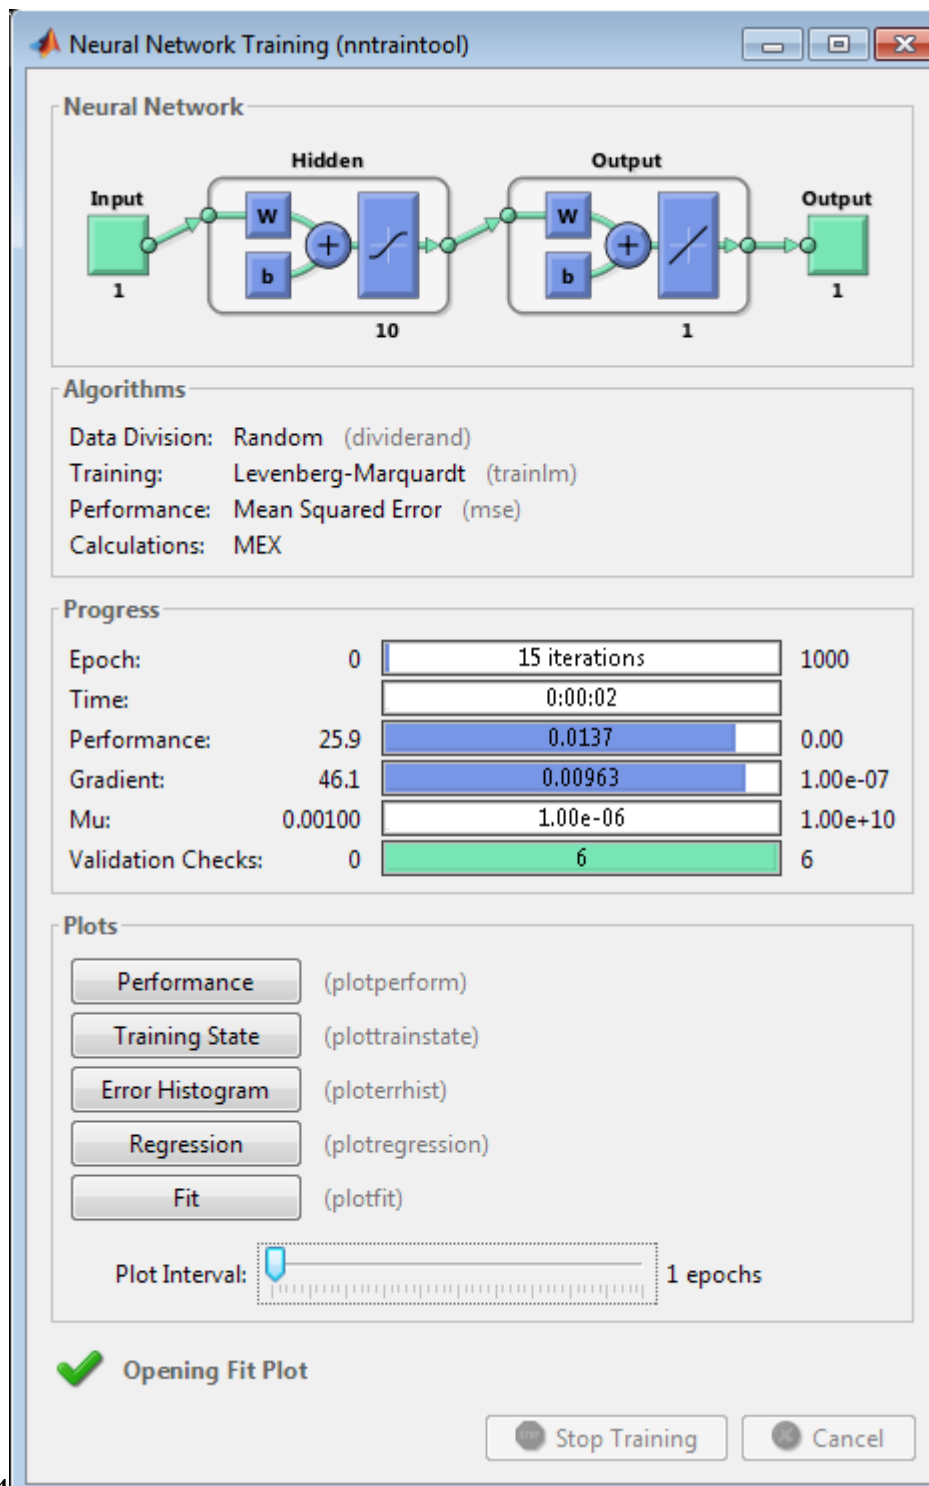 Neural Network Training (nntraintool)
Neural Network
Hidden Output
Input Output
W W
b b
1 1
10 1
Algorithms
Data Division: Random (dividerand)
Training: Levenberg-Marquardt (trainlm)
Performance: Mean Squared Error (mse)
Calculations: MEX
Progress
Epoch: 0 15 iterations 1000
Time: 0:00:02
Performance: 25.9 0.0137 0.00
Gradient: 46.1 0.00963 1.00e-07
Mu: 0.00100 1.00e-06 1.00e+10
Validation Checks: 0 6 6
Plots
Performance (plotperform)
Training State (plottrainstate)
Error Histogram (ploterrhist)
Regression (plotregression)
Fit (plotfit)
Plot Interval: 1 epochs
Opening Fit Plot
Stop Training Cancel